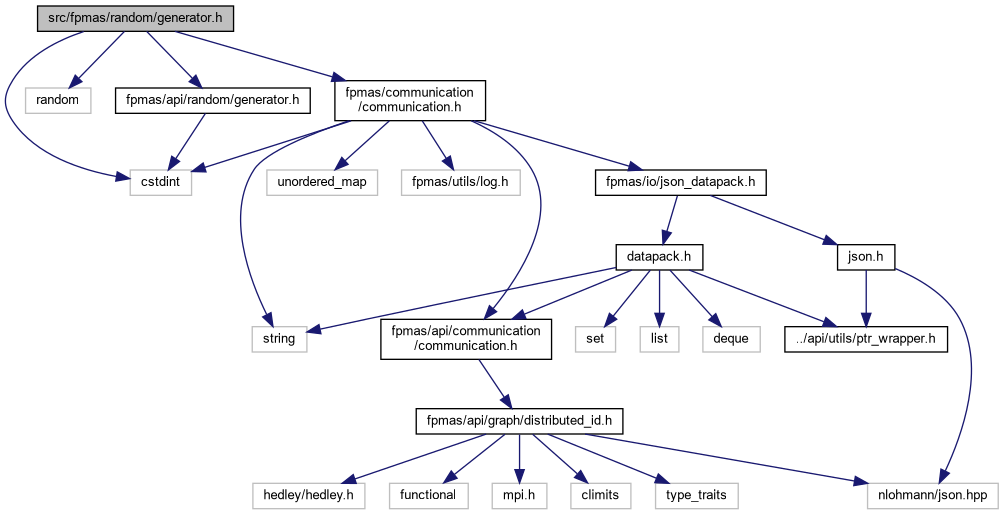 src/fpmas/random/generator.h
random
fpmas/api/random/generator.h
fpmas/communication
/communication.h
cstdint
unordered_map
fpmas/utils/log.h
fpmas/io/json_datapack.h
datapack.h
json.h
string
fpmas/api/communication
/communication.h
set
list
deque
../api/utils/ptr_wrapper.h
fpmas/api/graph/distributed_id.h
hedley/hedley.h
functional
mpi.h
climits
type_traits
nlohmann/json.hpp